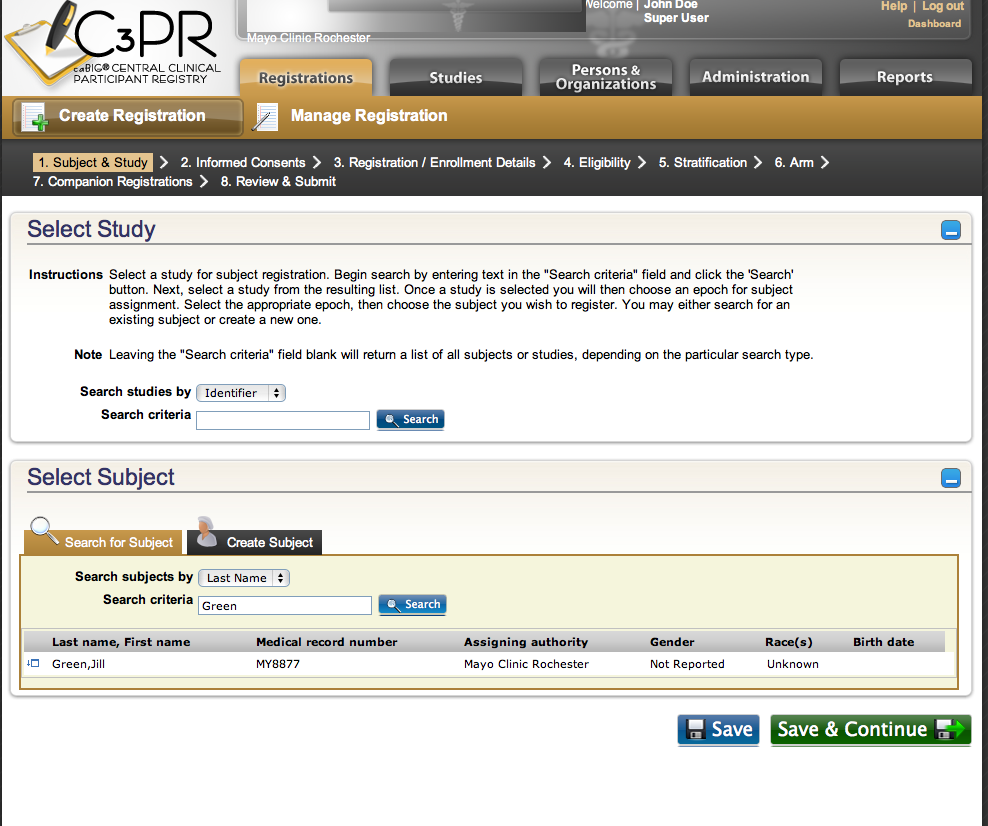 Welcome | John Doe
Super User
Help | Log out
Dashboard
Mayo Clinic Rochester
C3PR
caBIG® CENTRAL CLINICAL
PARTICIPANT REGISTRY
Registrations
Studies
Persons &
Organizations
Administration
Reports
Create Registration
Manage Registration
1. Subject & Study
2. Informed Consents
3. Registration / Enrollment Details
4. Eligibility
5. Stratification
6. Arm
7. Companion Registrations
8. Review & Submit
Select Study
Instructions Select a study for subject registration. Begin search by entering text in the "Search criteria" field and click the 'Search'
button. Next, select a study from the resulting list. Once a study is selected you will then choose an epoch for subject
assignment. Select the appropriate epoch, then choose the subject you wish to register. You may either search for an
existing subject or create a new one.
Note Leaving the "Search criteria" field blank will return a list of all subjects or studies, depending on the particular search type.
Search studies by Identifier
Search criteria Search
Select Subject
Search for Subject
Create Subject
Search subjects by Last Name
Search criteria Green Search
Last name, First name Medical record number Assigning authority Gender Race(s) Birth date
Green,Jill MY8877 Mayo Clinic Rochester Not Reported Unknown
Save
Save & Continue